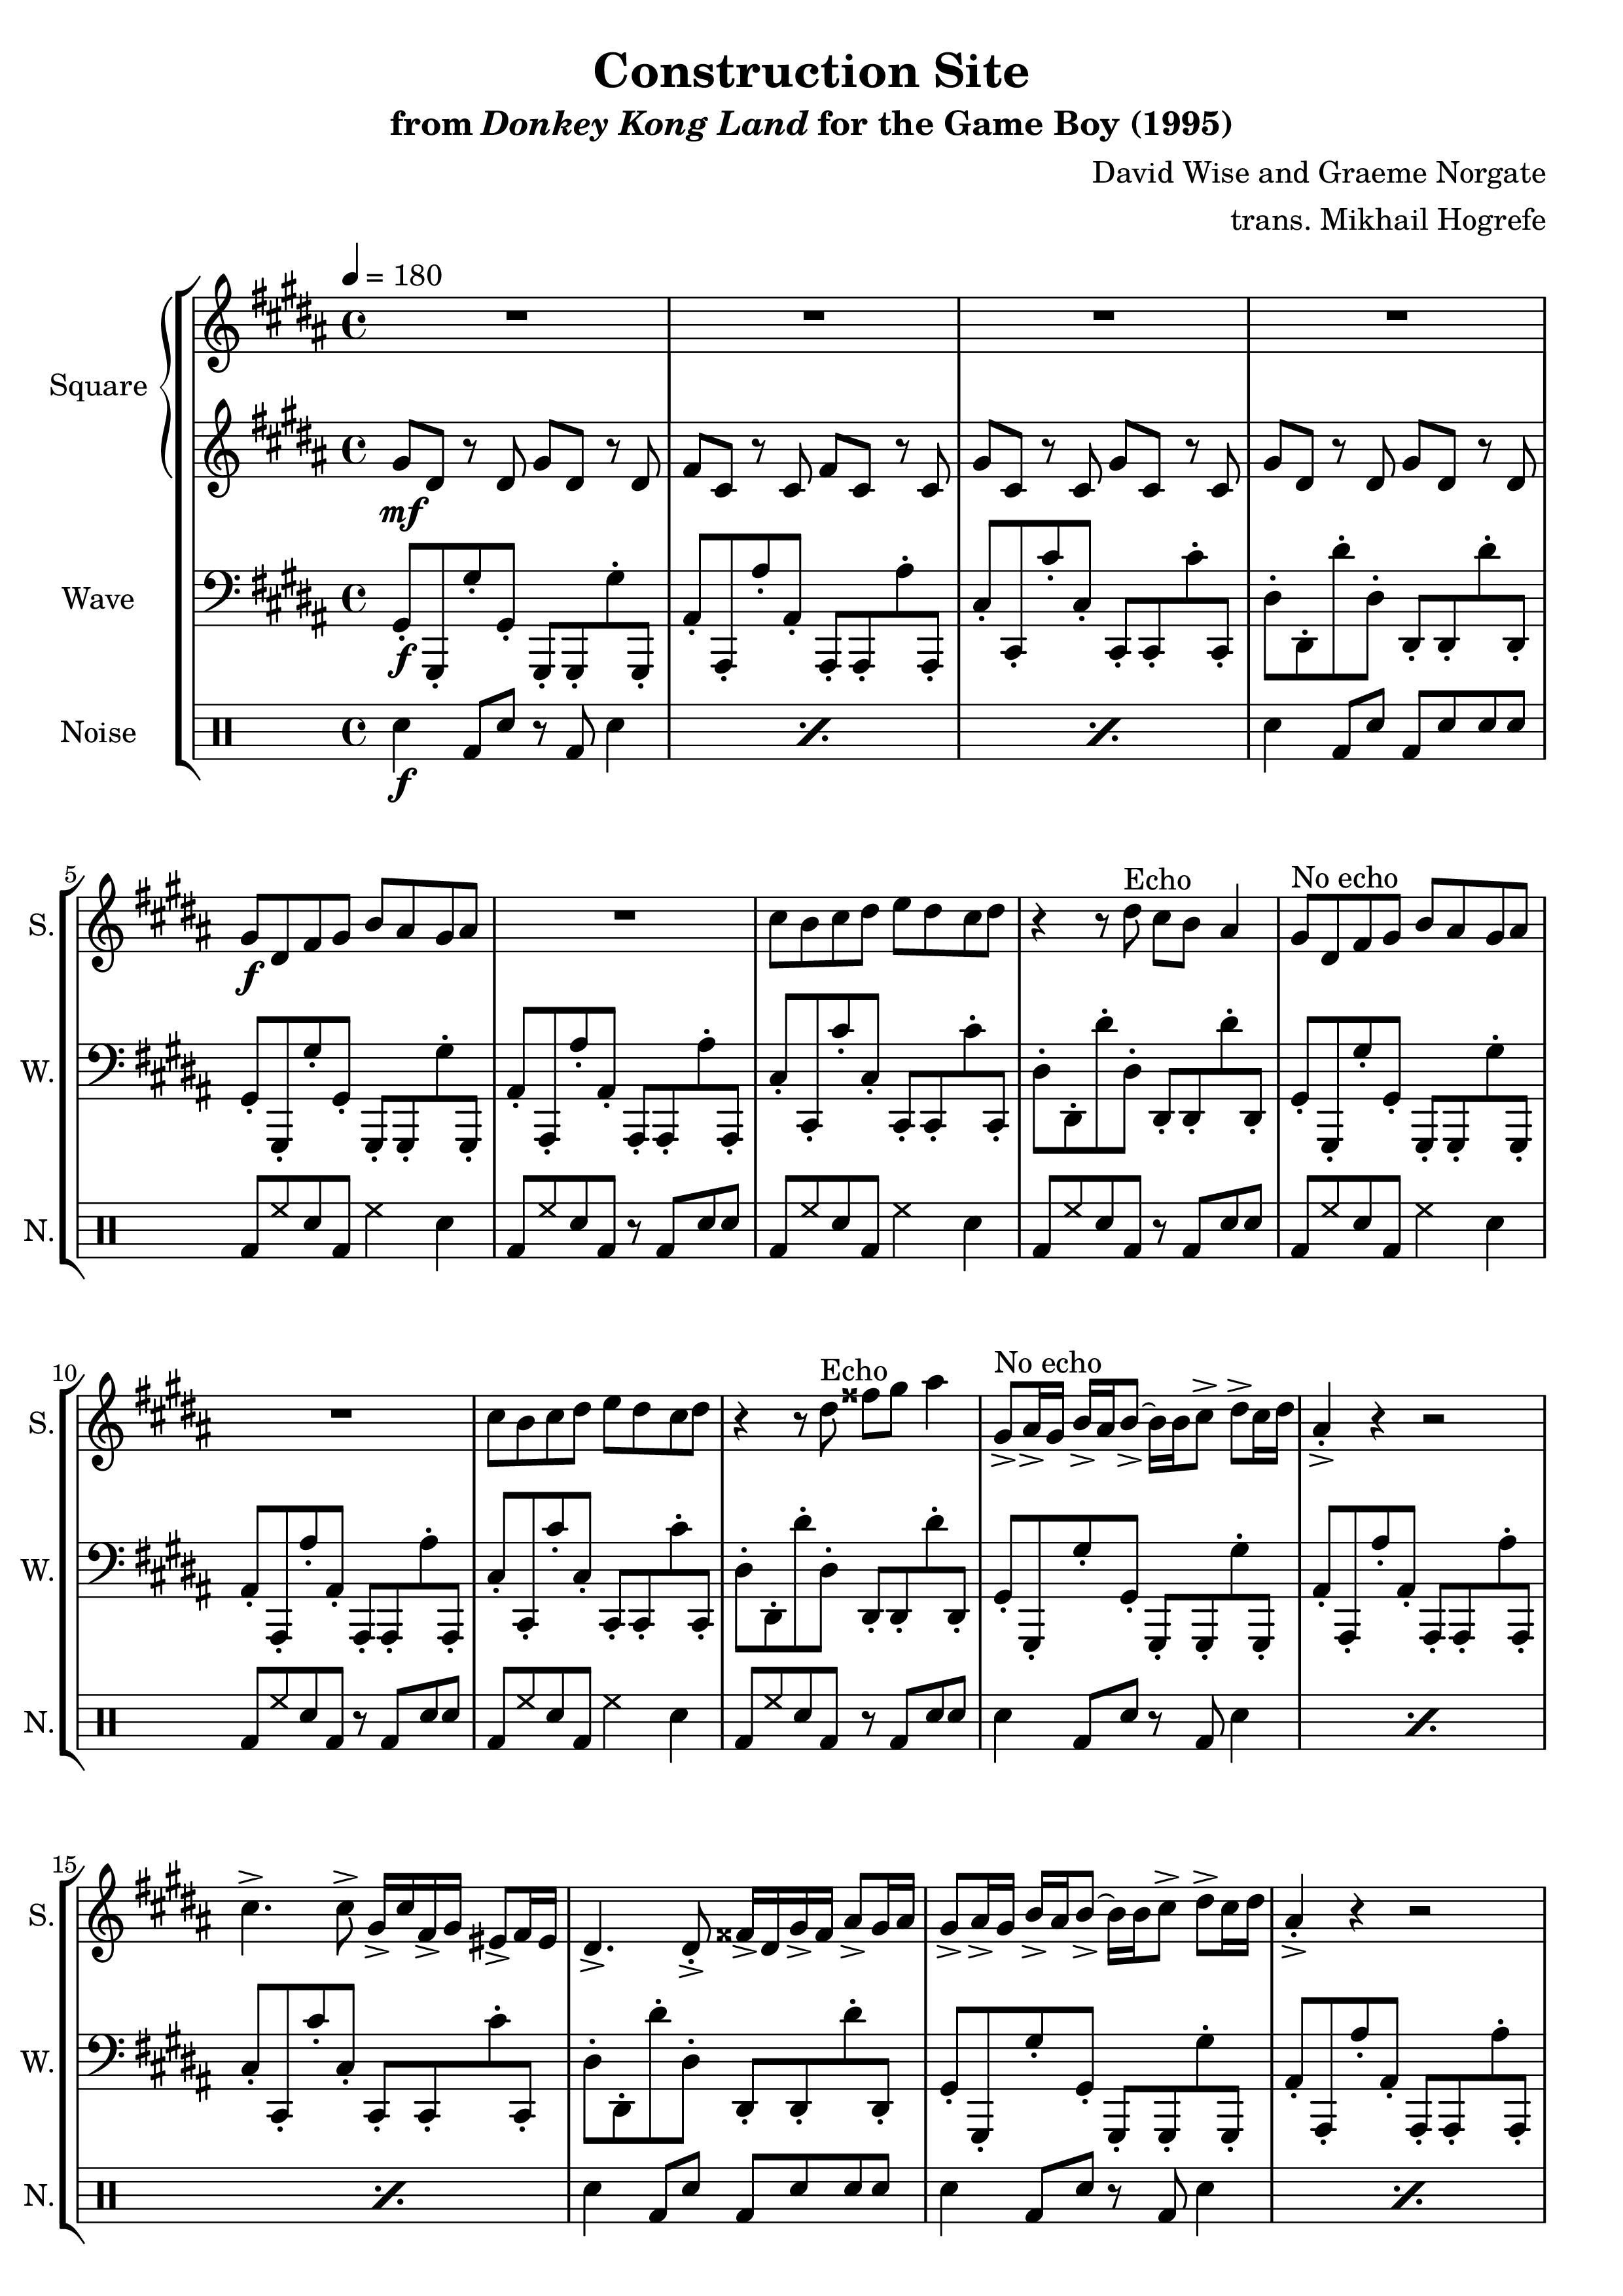 Construction Site
from Donkey Kong Land for the Game Boy (1995)
David Wise and Graeme Norgate
trans. Mikhail Hogrefe
= 180
Square
mf
Wave
f
Noise
f
5
Echo
No echo
S.
f
W.
N.
10
Echo
No echo
S.
W.
N.
15
S.
W.
N.